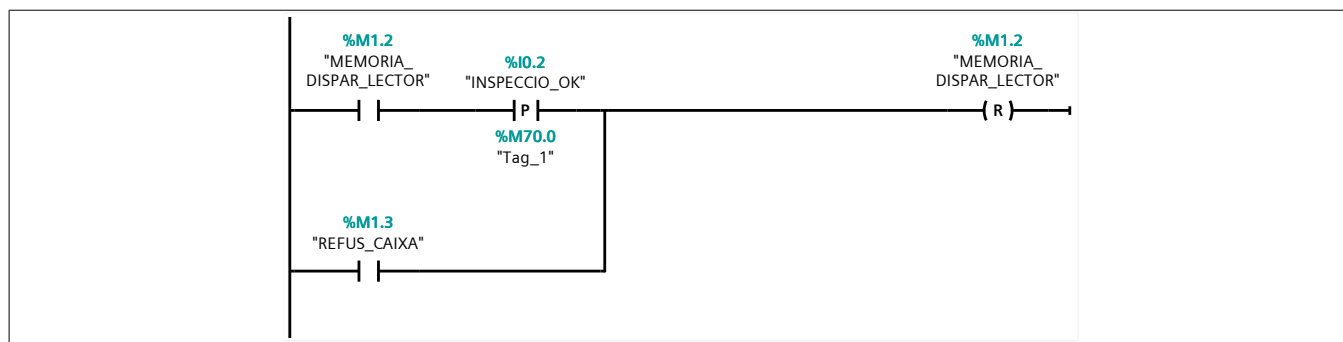 %M1.2
"MEMORIA_
DISPAR_LECTOR"
%I0.2
"INSPECCIO_OK"
P
%M70.0
"Tag_1"
%M1.2
"MEMORIA_
DISPAR_LECTOR"
R
%M1.3
"REFUS_CAIXA"